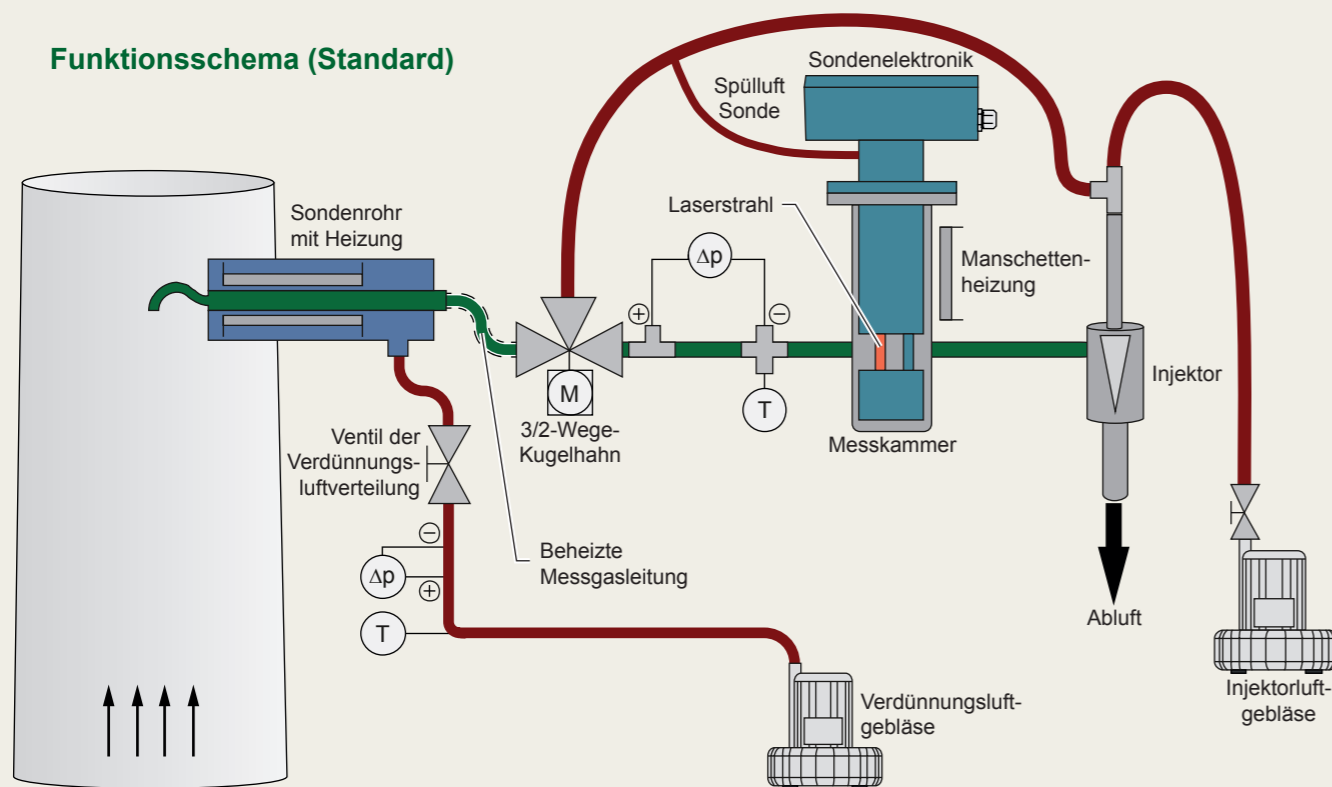 Funktionsschema (Standard)
Sondenelektronik
Spülluft
Sonde
Sondenrohr
mit Heizung
Laserstrahl
Δp
Manschetten-
heizung
+
−
M
T
Injektor
3/2-Wege-
Kugelhahn
Messkammer
Ventil der
Verdünnungs-
luftverteilung
−
Δp
+
T
Beheizte
Messgasleitung
Abluft
Verdünnungsluft-
gebläse
Injektorluft-
gebläse